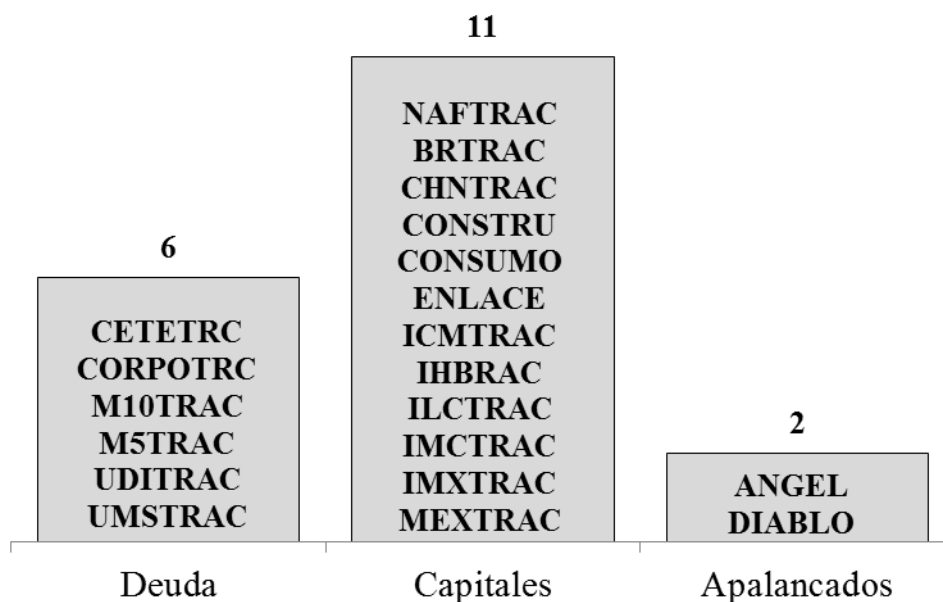 11
NAFTRAC
BRTRAC
CHNTRAC
CONSTRU
CONSUMO
ENLACE
ICMTRAC
IHBRAC
ILCTRAC
IMCTRAC
IMXTRAC
MEXTRAC
6
CETETRC
CORPOTRC
M10TRAC
M5TRAC
UDITRAC
UMSTRAC
2
ANGEL
DIABLO
Deuda
Capitales
Apalancados